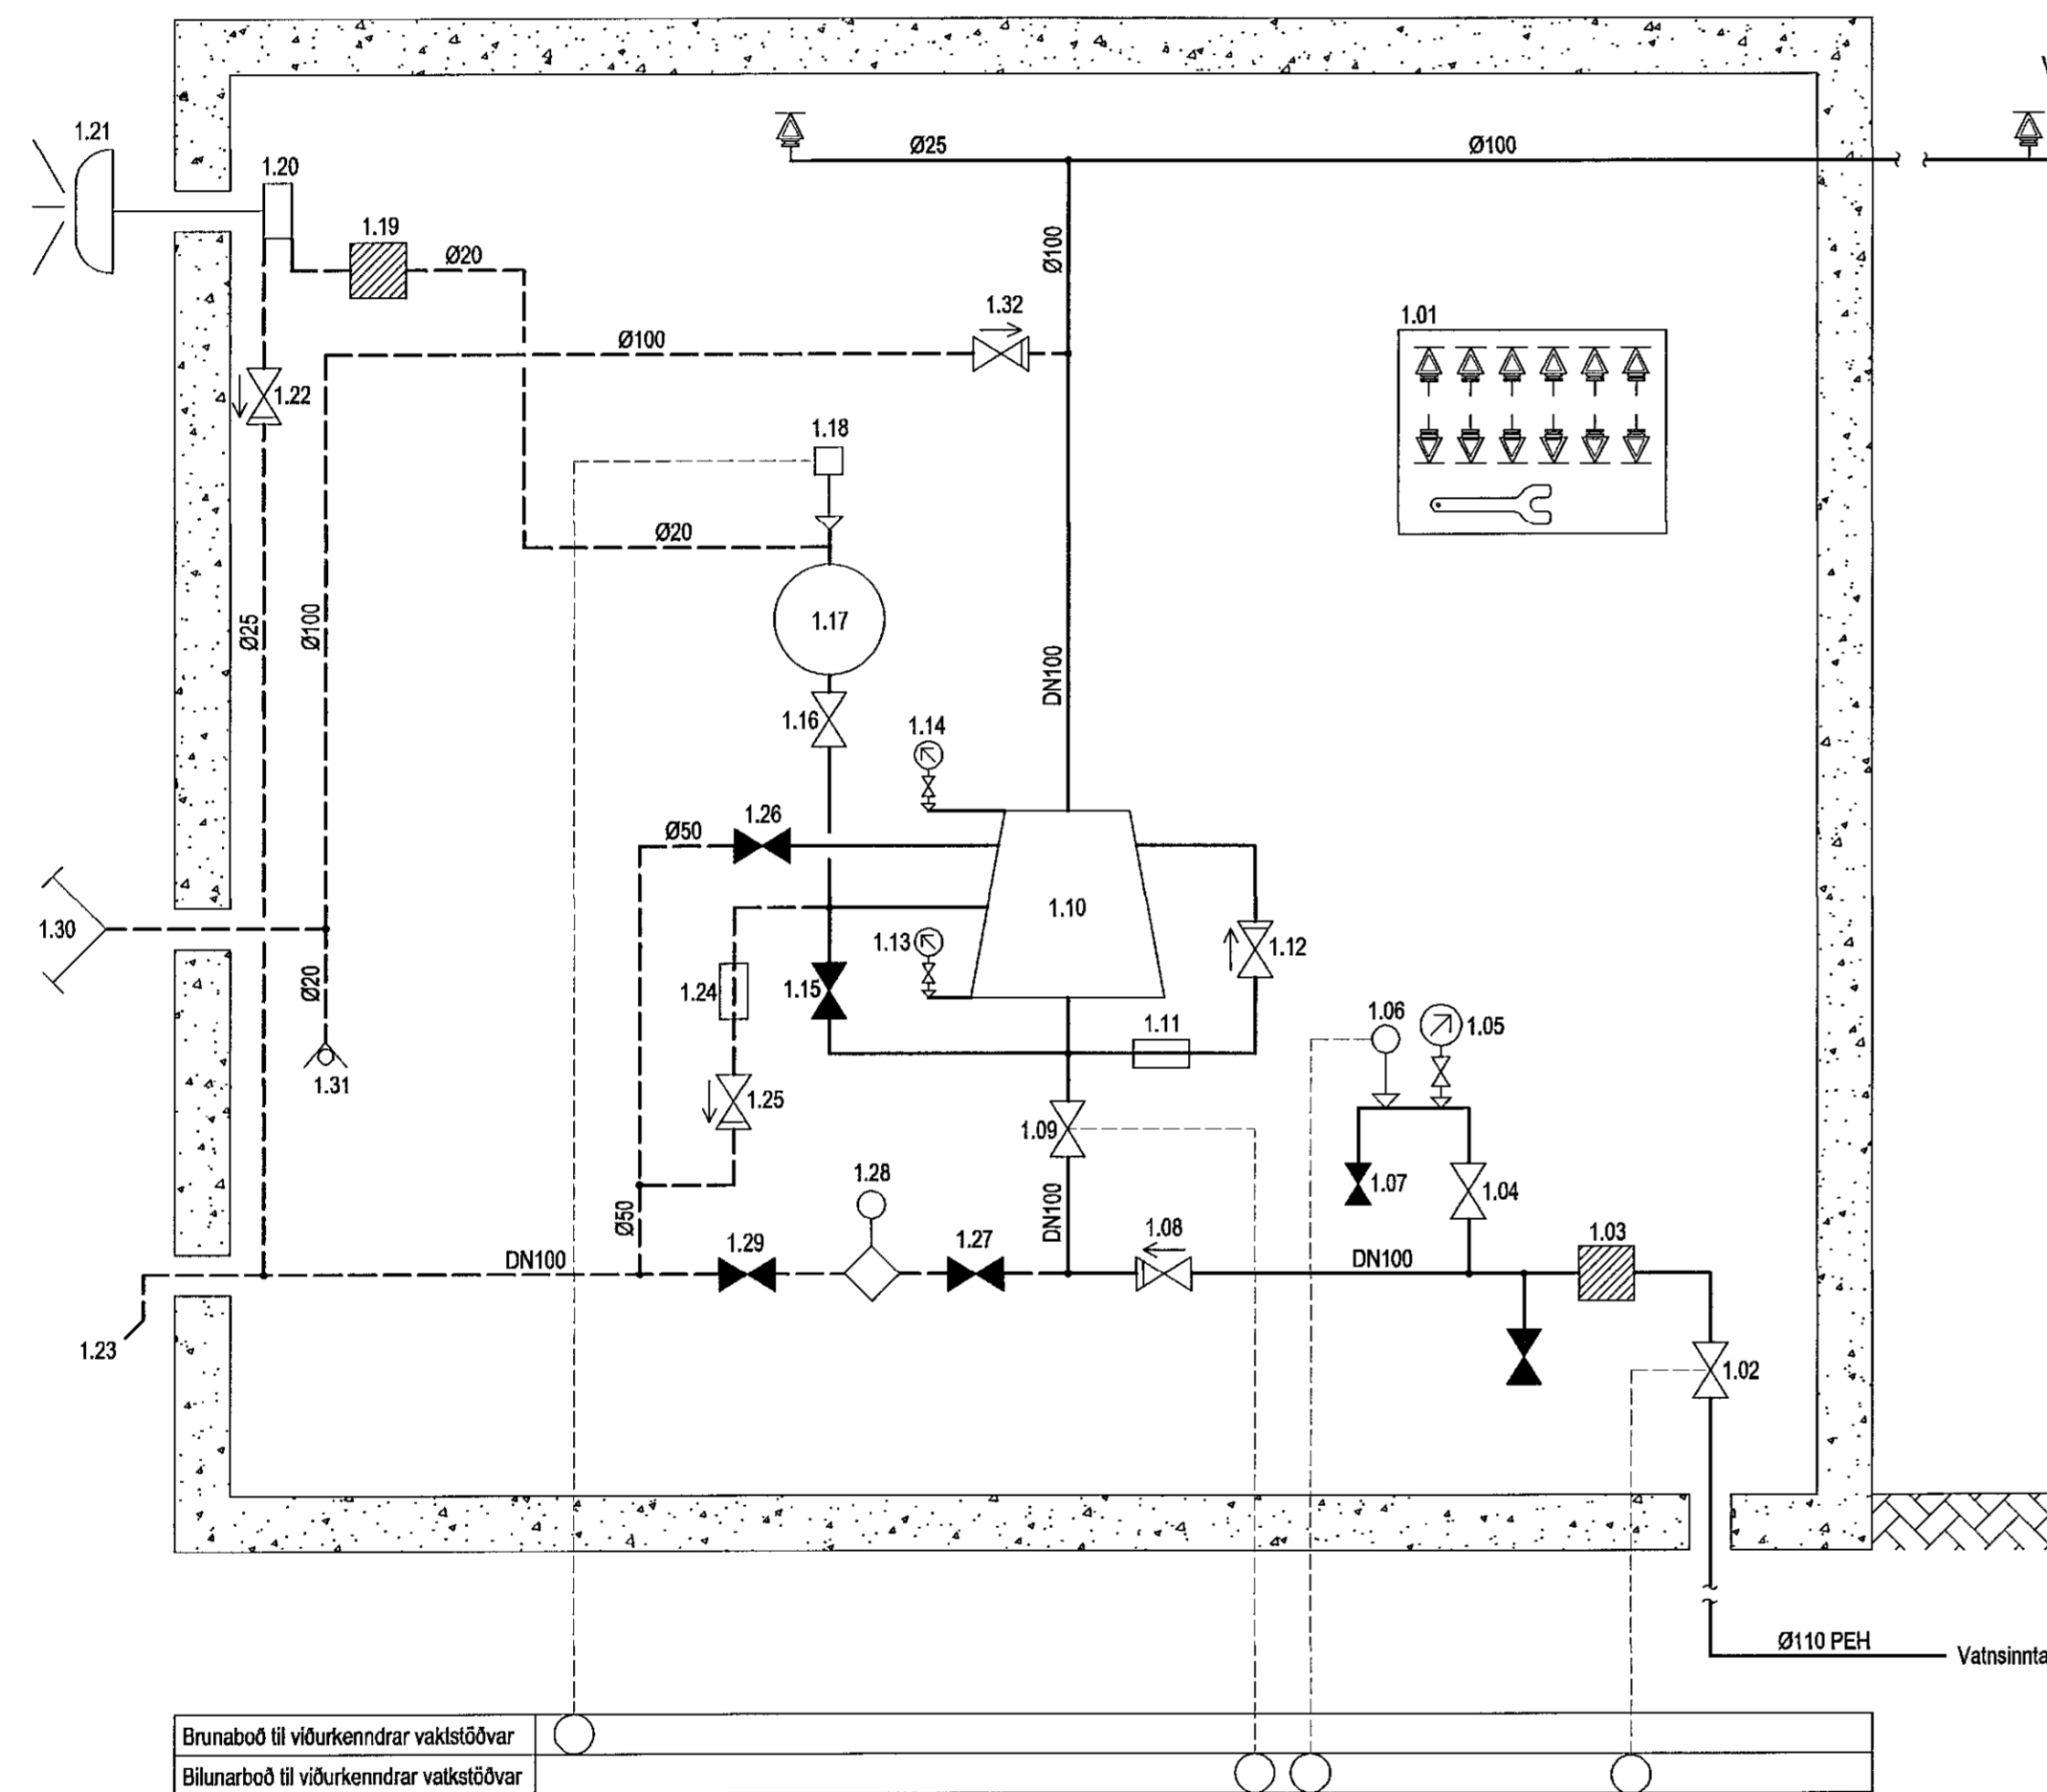 1.21
1.20
Ø25
Ø100
1.19
Ø20
Ø100
1.32
1.01
Ø100
1.22
1.18
Ø20
1.17
Ø25
Ø100
DN100
1.16
1.14
1.26
Ø50
1.10
1.30
1.13
1.12
Ø20
1.24
1.15
1.11
1.06
1.05
1.31
1.25
1.09
1.28
1.07
1.04
Ø50
DN100
1.29
1.27
1.08
1.03
DN100
DN100
1.23
1.02
Ø110 PEH
Vatnsinnta
Brunaboð til viðurkenndrar vaktstöðvar
Bilunarboð til viðurkenndrar vatkstöðvar